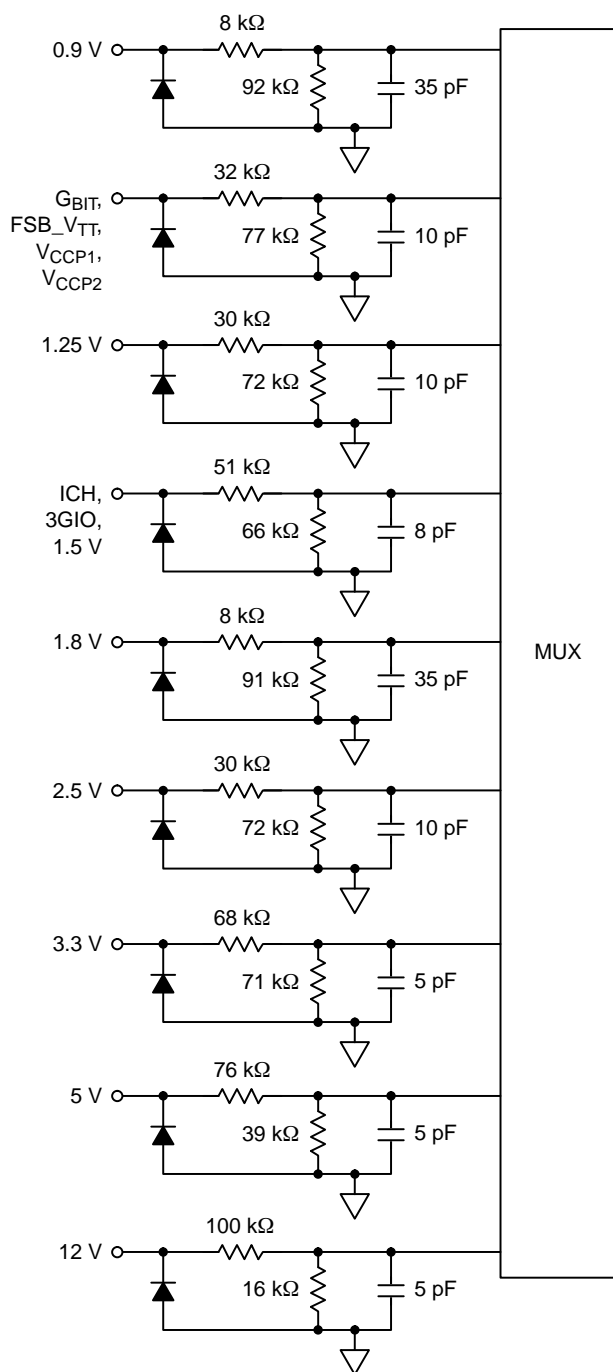 8 kΩ
0.9 V
92 kΩ
35 pF
32 kΩ
GBIT,
FSB_VTT,
VCCP1,
VCCP2
77 kΩ
10 pF
30 kΩ
1.25 V
72 kΩ
10 pF
51 kΩ
ICH,
3GIO,
1.5 V
66 kΩ
8 pF
8 kΩ
1.8 V
91 kΩ
35 pF
MUX
30 kΩ
2.5 V
72 kΩ
10 pF
68 kΩ
3.3 V
71 kΩ
5 pF
76 kΩ
5 V
39 kΩ
5 pF
100 kΩ
12 V
16 kΩ
5 pF